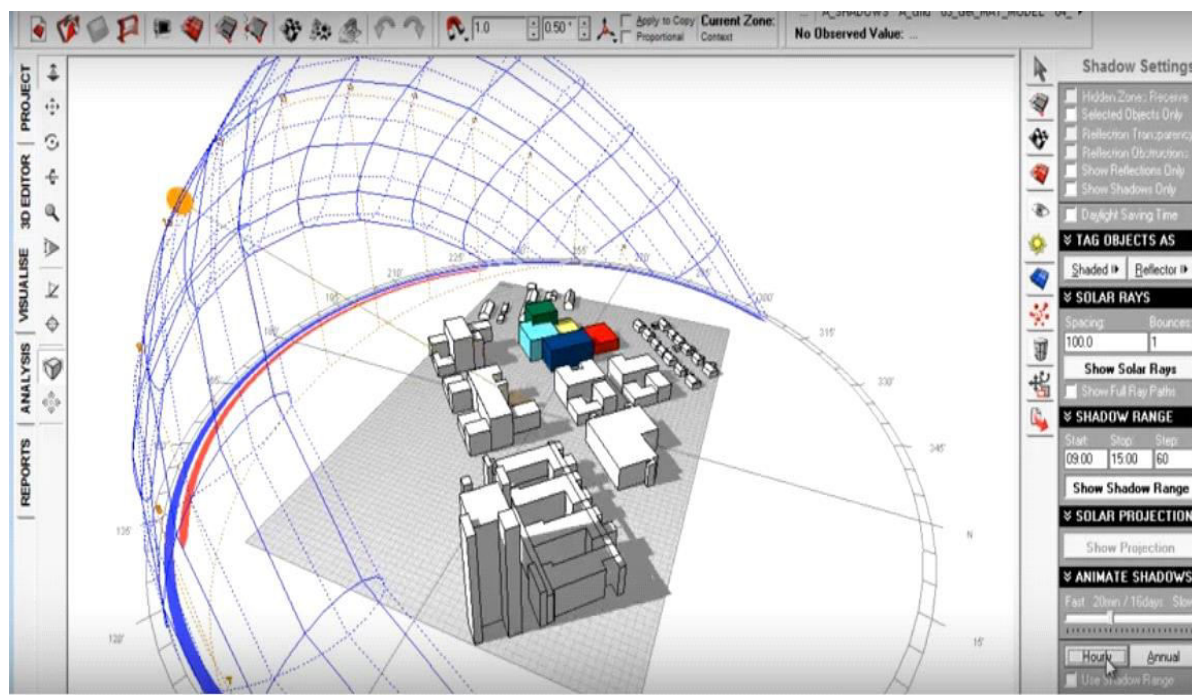 1.0
0.50°
Apply to Copy
Proportional
Current Zone:
Context
A_SHADOWS
No Observed Value: ...
PROJECT
3D EDITOR
VISUALISE
ANALYSIS
REPORTS
Shadow Settings
Hidden Zones Receive
Selected Objects Only
Reflection Transparency
Reflection Obstructions
Show Reflections Only
Show Shadows Only
Daylight Saving Time
TAG OBJECTS AS
Shaded
Reflector
SOLAR RAYS
Spacing:
Bounces:
100.0
1
Show Solar Rays
Show Full Ray Paths
SHADOW RANGE
Start:
Stop:
Step:
09:00
15:00
60
Show Shadow Range
SOLAR PROJECTION
Show Projection
ANIMATE SHADOWS
Fast 20mn / 16days Slow
Hourly
Annual
Use Shadow Range
210°
225°
300°
315°
330°
345°
N
15°
120°
135°